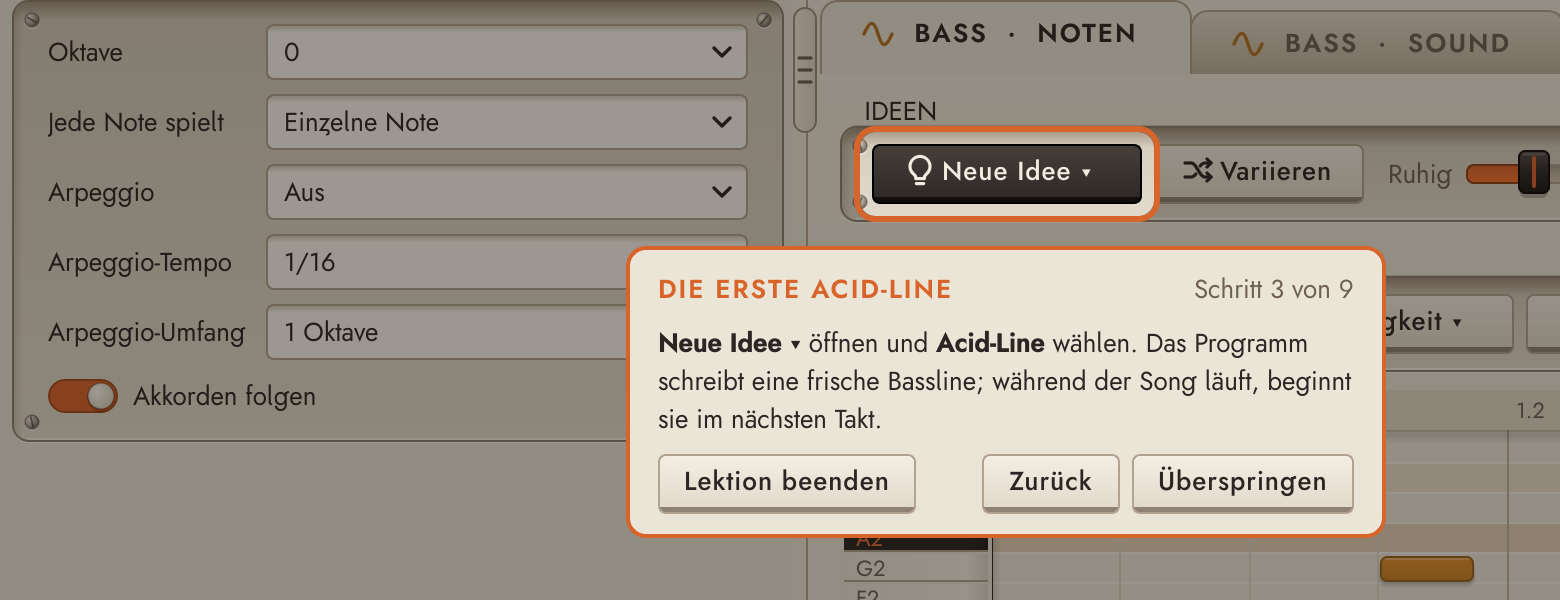 Oktave
0
Jede Note spielt
Einzelne Note
Arpeggio
Aus
Arpeggio-Tempo
1/16
Arpeggio-Umfang
1 Oktave
Akkorden folgen
BASS · NOTEN
BASS · SOUND
IDEEN
Neue Idee ▾
Variieren
Ruhig
gkeit ▾
1.2
DIE ERSTE ACID-LINE
Schritt 3 von 9
Neue Idee ▾ öffnen und Acid-Line wählen. Das Programm
schreibt eine frische Bassline; während der Song läuft, beginnt
sie im nächsten Takt.
Lektion beenden
Zurück
Überspringen
A2
G2